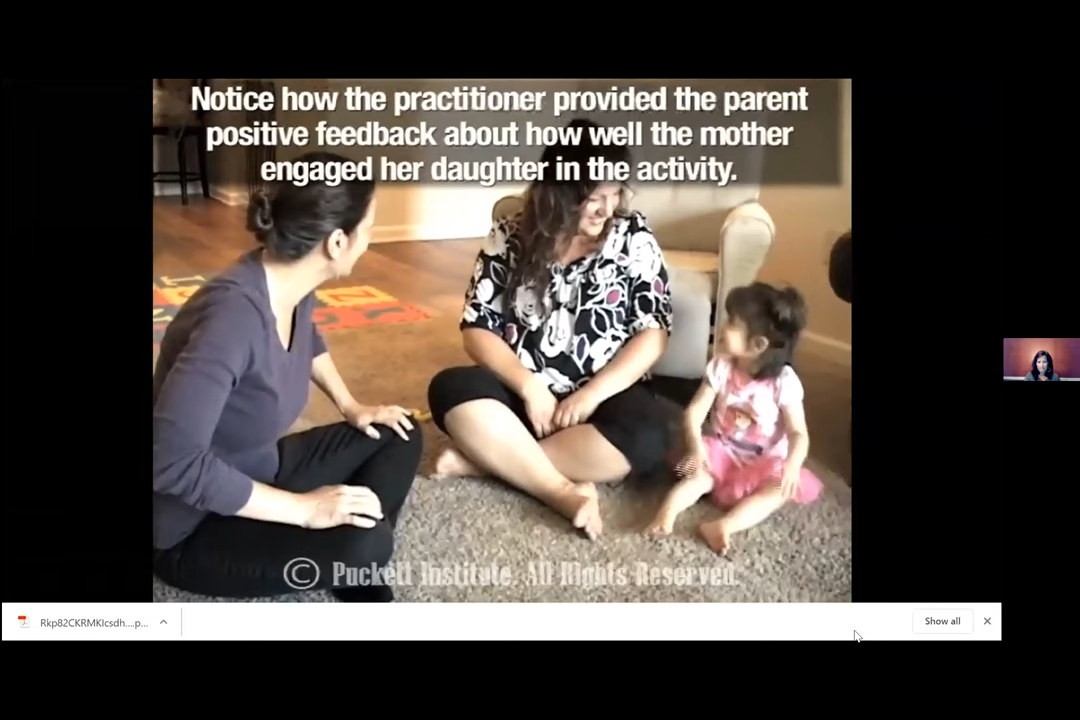 Notice how the practitioner provided the parent
positive feedback about how well the mother
engaged her daughter in the activity.
© Puckett Institute. All Rights Reserved.
Rkp82CKRMKIcsdh....p...
Show all